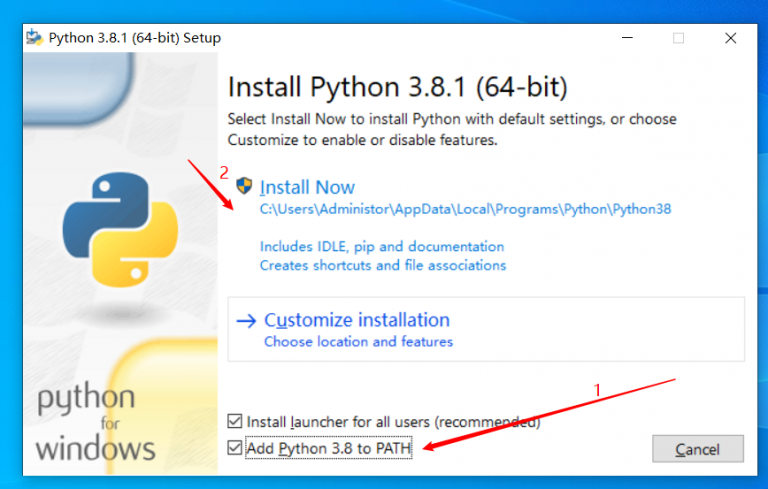 Python 3.8.1 (64-bit) Setup
Install Python 3.8.1 (64-bit)
Select Install Now to install Python with default settings, or choose
Customize to enable or disable features.
2
Install Now
C:\Users\Administor\AppData\Local\Programs\Python\Python38
Includes IDLE, pip and documentation
Creates shortcuts and file associations
Customize installation
Choose location and features
1
python
for
windows
Install launcher for all users (recommended)
Add Python 3.8 to PATH
Cancel